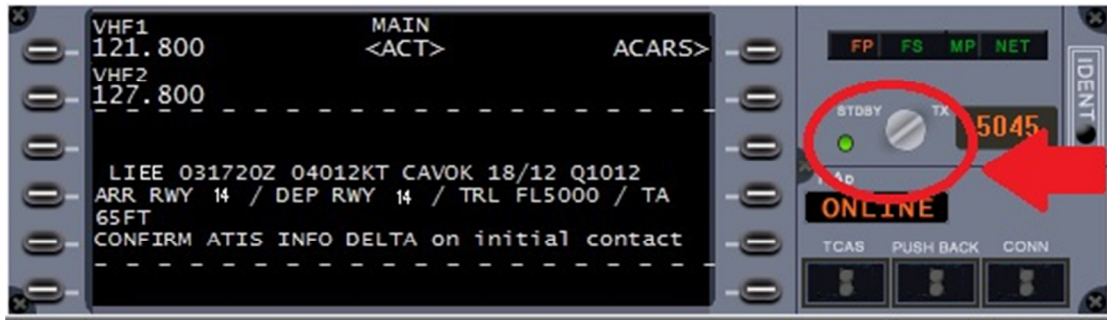 VHF1 MAIN
121.800 <ACT> ACARS>
VHF2
127.800
LIEE 031720Z 04012KT CAVOK 18/12 Q1012
ARR RWY 14 / DEP RWY 14 / TRL FL5000 / TA
65FT
CONFIRM ATIS INFO DELTA on initial contact
FP FS MP NET
IDENT
STDBY TX 5045
ONLINE
TCAS PUSH BACK CONN